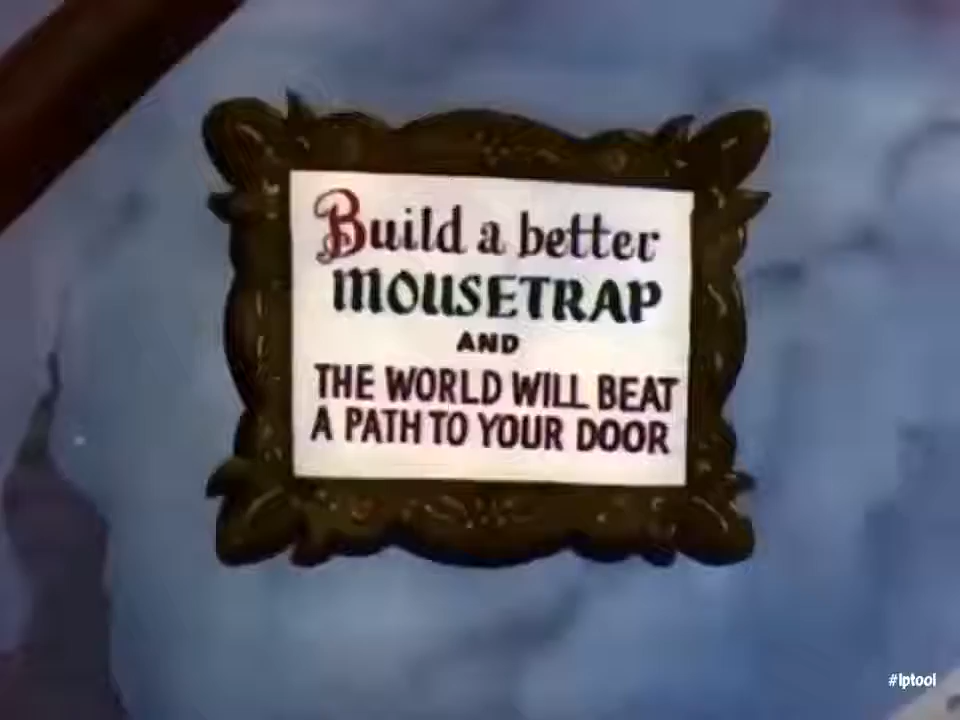 Build a better
MOUSETRAP
AND
THE WORLD WILL BEAT
A PATH TO YOUR DOOR
#lptool